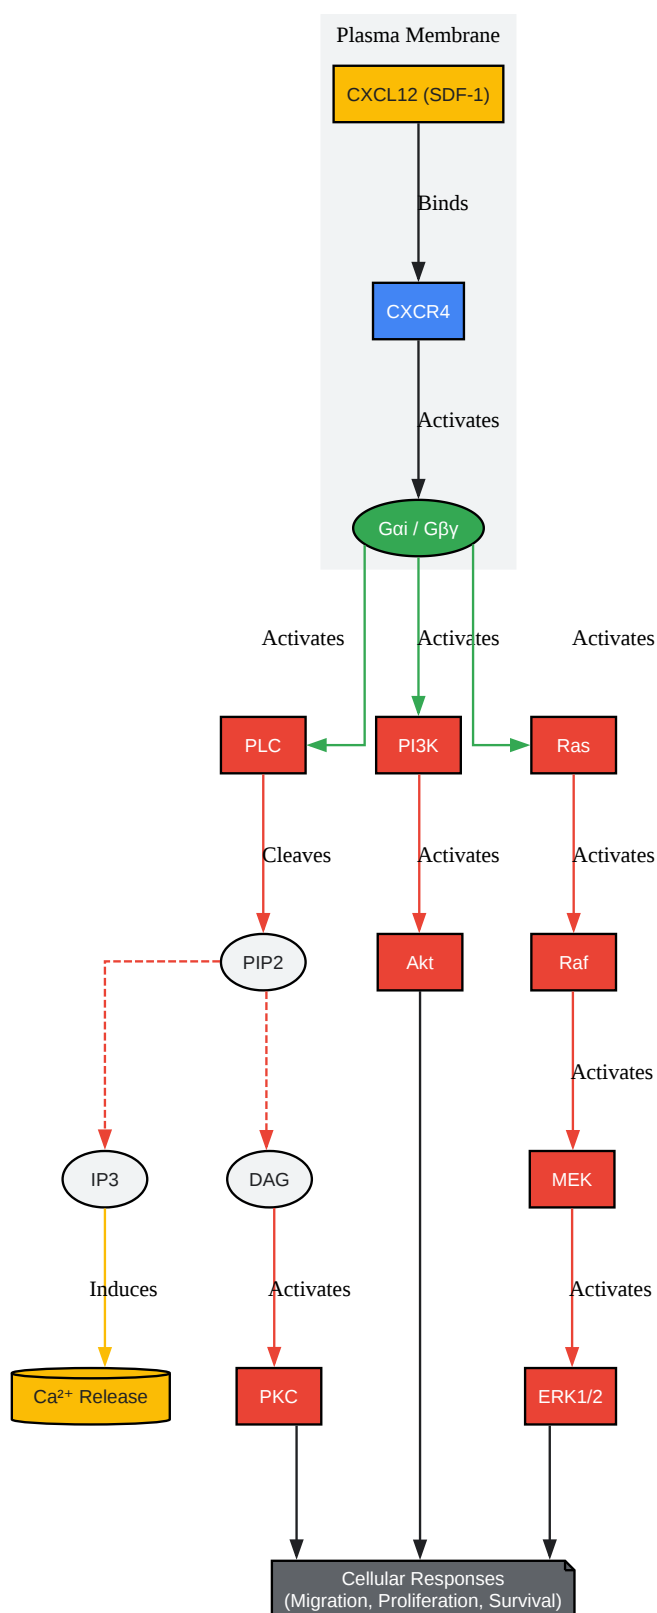 Plasma Membrane
CXCL12 (SDF-1)
Binds
CXCR4
Activates
Gαi / Gβγ
Activates
Activates
Activates
PLC
PI3K
Ras
Cleaves
Activates
Activates
PIP2
Akt
Raf
Activates
IP3
DAG
MEK
Induces
Activates
Activates
Ca²⁺ Release
PKC
ERK1/2
Cellular Responses
(Migration, Proliferation, Survival)